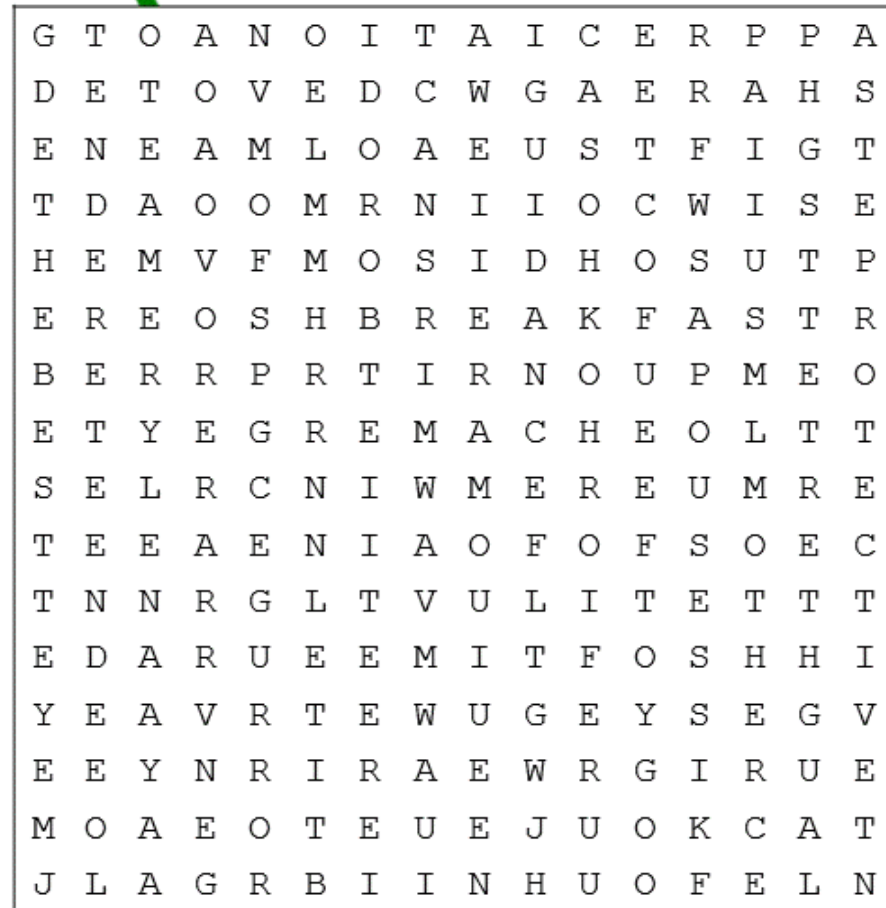 G T O A N O I T A I C E R P P A
D E T O V E D C W G A E R A H S
E N E A M L O A E U S T F I G T
T D A O O M R N I I O C W I S E
H E M V F M O S I D H O S U T P
E R E O S H B R E A K F A S T R
B E R R P R T I R N O U P M E O
E T Y E G R E M A C H E O L T T
S E L R C N I W M E R E U M R E
T E E A E N I A O F O F S O E C
T N N R G L T V U L I T E T T T
E D A R U E E M I T F O S H H I
Y E A V R T E W U G E Y S E G V
E E Y N R I R A E W R G I R U E
M O A E O T E U E J U O K C A T
J L A G R B I I N H U O F E L N